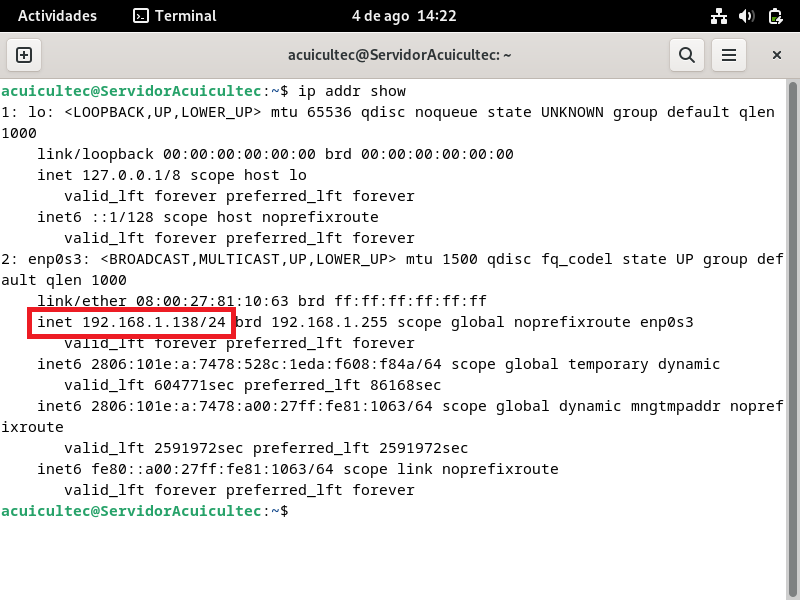 Actividades Terminal 4 de ago 14:22
acuicultec@ServidorAcuicultec: ~
acuicultec@ServidorAcuicultec:~$ ip addr show
1: lo: <LOOPBACK,UP,LOWER_UP> mtu 65536 qdisc noqueue state UNKNOWN group default qlen
1000
    link/loopback 00:00:00:00:00:00 brd 00:00:00:00:00:00
    inet 127.0.0.1/8 scope host lo
       valid_lft forever preferred_lft forever
    inet6 ::1/128 scope host noprefixroute
       valid_lft forever preferred_lft forever
2: enp0s3: <BROADCAST,MULTICAST,UP,LOWER_UP> mtu 1500 qdisc fq_codel state UP group def
ault qlen 1000
    link/ether 08:00:27:81:10:63 brd ff:ff:ff:ff:ff:ff
    inet 192.168.1.138/24 brd 192.168.1.255 scope global noprefixroute enp0s3
       valid_lft forever preferred_lft forever
    inet6 2806:101e:a:7478:528c:1eda:f608:f84a/64 scope global temporary dynamic
       valid_lft 604771sec preferred_lft 86168sec
    inet6 2806:101e:a:7478:a00:27ff:fe81:1063/64 scope global dynamic mngtmpaddr nopref
ixroute
       valid_lft 2591972sec preferred_lft 2591972sec
    inet6 fe80::a00:27ff:fe81:1063/64 scope link noprefixroute
       valid_lft forever preferred_lft forever
acuicultec@ServidorAcuicultec:~$